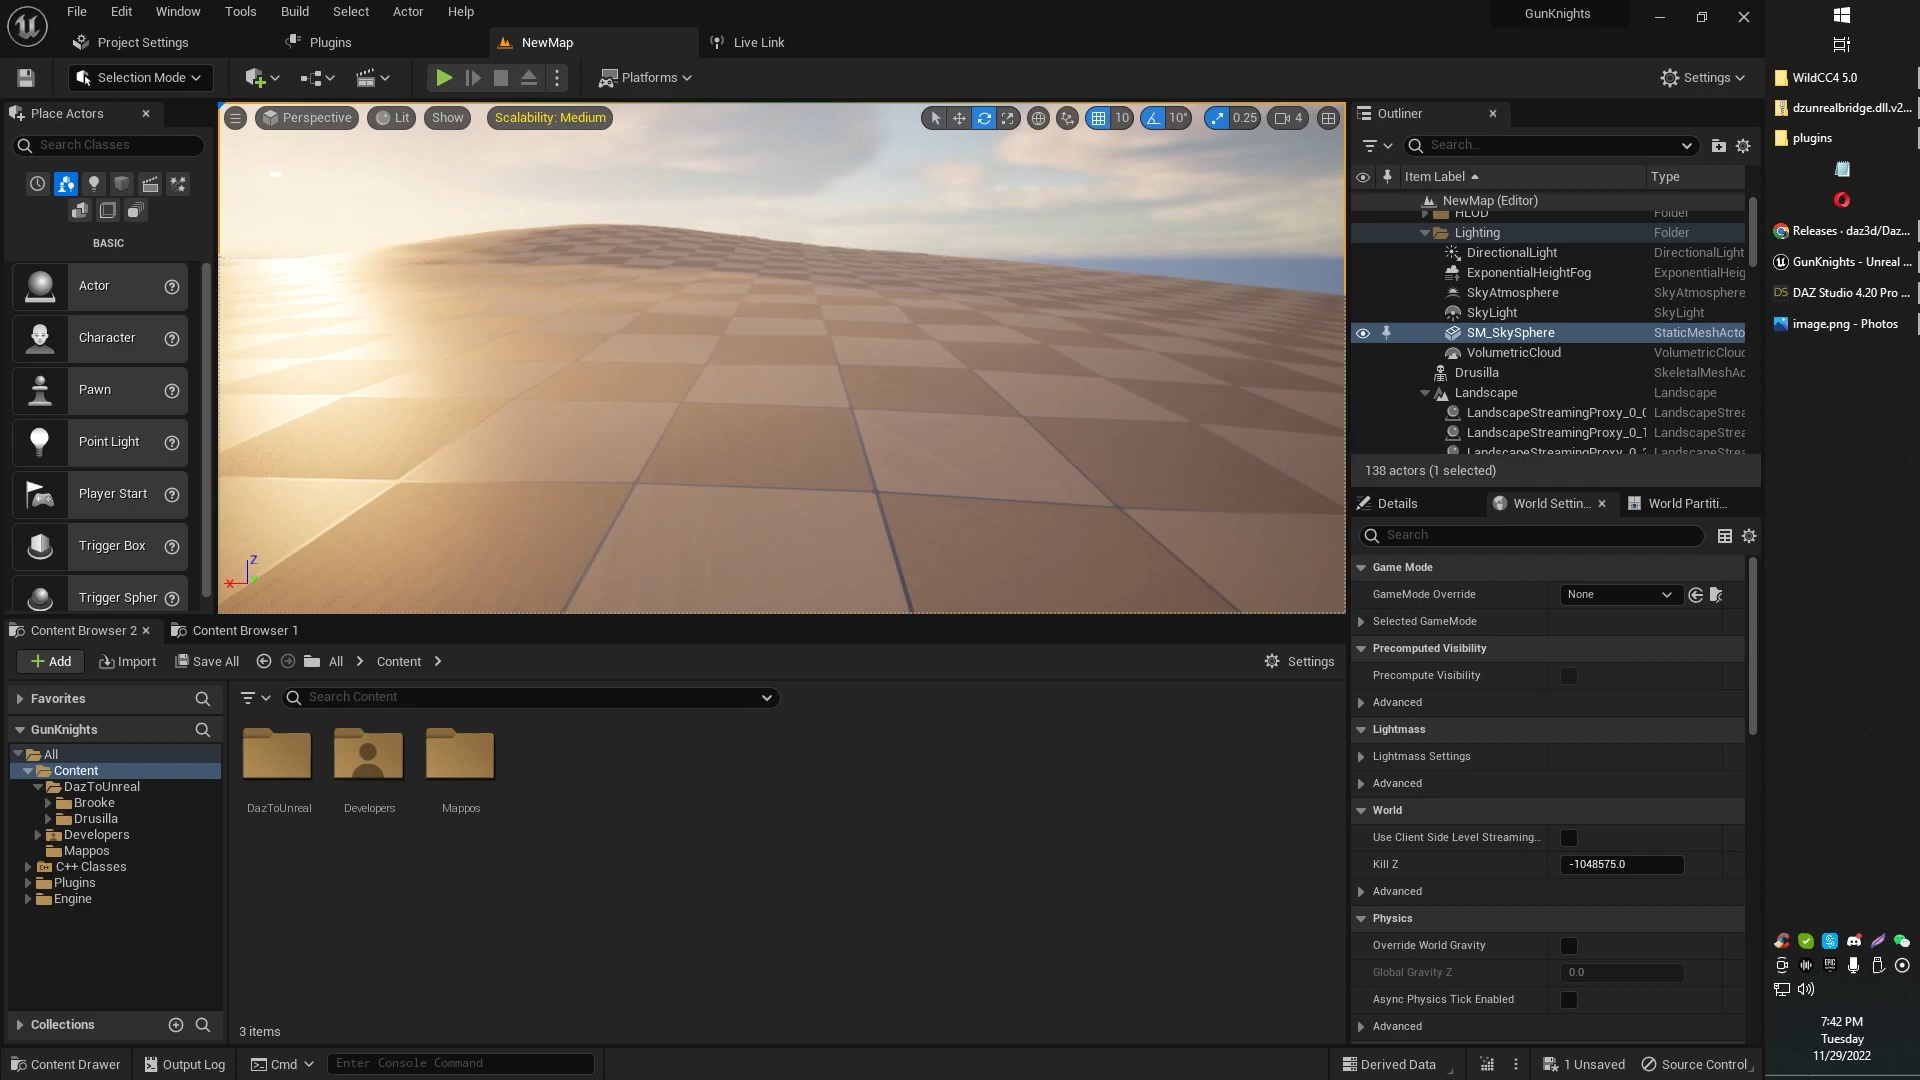 File Edit Window Tools Build Select Actor Help
GunKnights
Project Settings
Plugins
NewMap
Live Link
Selection Mode
Platforms
Settings
Place Actors
Search Classes
BASIC
Actor
Character
Pawn
Point Light
Player Start
Trigger Box
Trigger Spher
Perspective
Lit
Show
Scalability: Medium
10
10°
0.25
4
Z
X
Outliner
Search...
Item Label
Type
NewMap (Editor)
HLOD Folder
Lighting Folder
DirectionalLight DirectionalLight
ExponentialHeightFog ExponentialHeig
SkyAtmosphere SkyAtmosphere
SkyLight SkyLight
SM_SkySphere StaticMeshActo
VolumetricCloud VolumetricClouc
Drusilla SkeletalMeshAc
Landscape Landscape
LandscapeStreamingProxy_0_0 LandscapeStrea
LandscapeStreamingProxy_0_1 LandscapeStrea
138 actors (1 selected)
Details
World Settin...
World Partiti...
Search
Game Mode
GameMode Override None
Selected GameMode
Precomputed Visibility
Precompute Visibility
Advanced
Lightmass
Lightmass Settings
Advanced
World
Use Client Side Level Streaming...
Kill Z -1048575.0
Advanced
Physics
Override World Gravity
Global Gravity Z 0.0
Async Physics Tick Enabled
Advanced
Content Browser 2
Content Browser 1
Add
Import
Save All
All
Content
Settings
Favorites
GunKnights
All
Content
DazToUnreal
Brooke
Drusilla
Developers
Mappos
C++ Classes
Plugins
Engine
Collections
Search Content
DazToUnreal
Developers
Mappos
3 items
Content Drawer
Output Log
Cmd
Enter Console Command
Derived Data
1 Unsaved
Source Control
WildCC4 5.0
dzunrealbridge.dll.v2...
plugins
Releases · daz3d/Daz...
GunKnights - Unreal ...
DAZ Studio 4.20 Pro ...
image.png - Photos
7:42 PM
Tuesday
11/29/2022